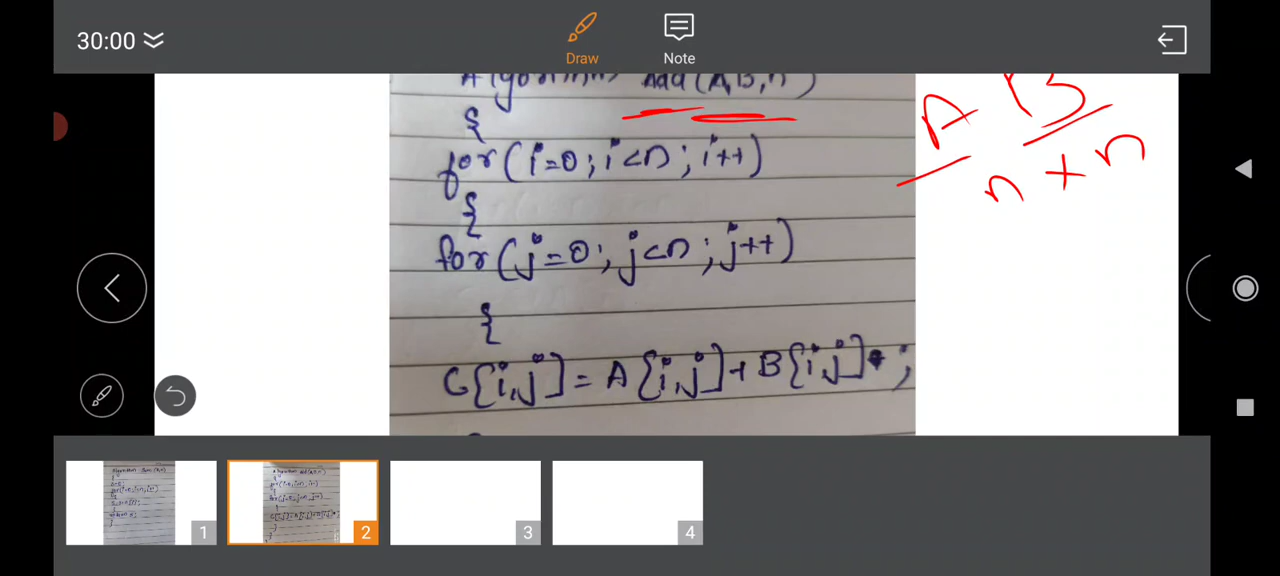 30:00
Draw
Note
Algorithm Add(A,B,n)
{
for(i=0; i<n; i++)
{
for(j=0; j<n; j++)
{
C[i,j] = A[i,j]+B[i,j];
A B
n × n
1
2
3
4